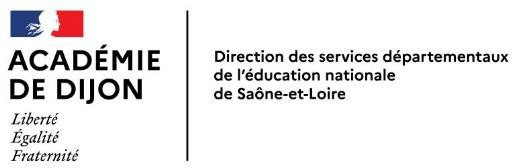 ACADÉMIE
DE DIJON
Liberté
Égalité
Fraternité
Direction des services départementaux
de l'éducation nationale
de Saône-et-Loire